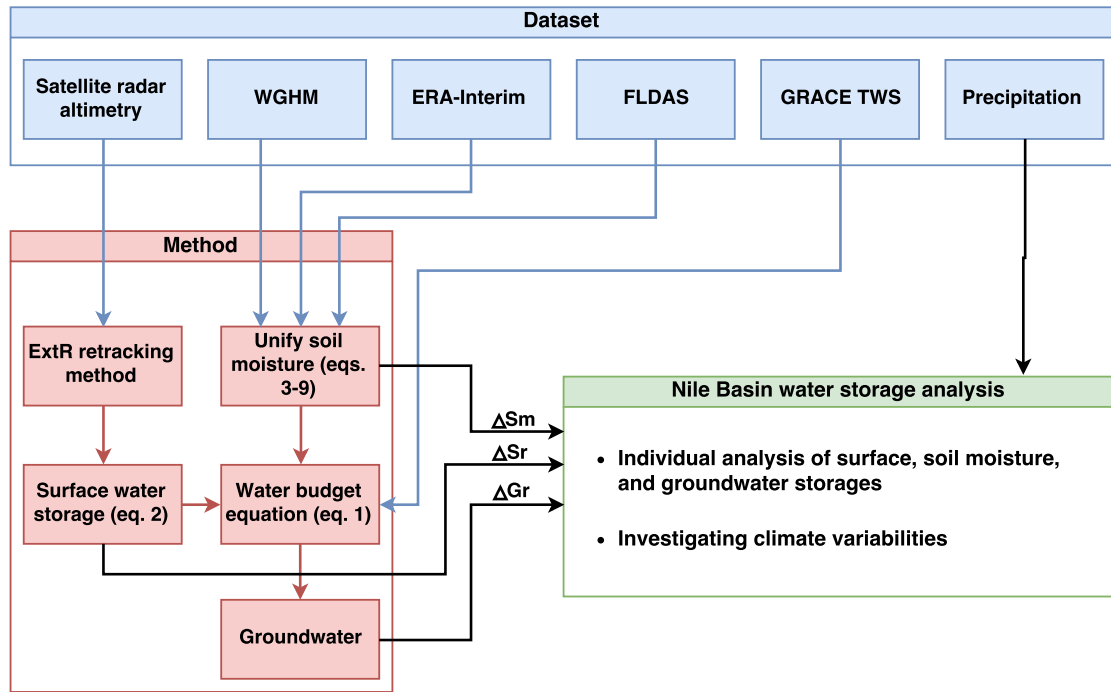 Dataset
Satellite radar
altimetry
WGHM
ERA-Interim
FLDAS
GRACE TWS
Precipitation
Method
ExtR retracking
method
Unify soil
moisture (eqs.
3-9)
Surface water
storage (eq. 2)
Water budget
equation (eq. 1)
Groundwater
ΔSm
ΔSr
ΔGr
Nile Basin water storage analysis
• Individual analysis of surface, soil moisture,
and groundwater storages
• Investigating climate variabilities